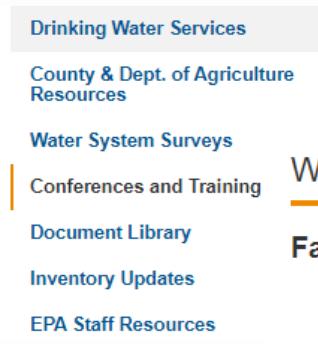 Drinking Water Services
County & Dept. of Agriculture
Resources
Water System Surveys
Conferences and Training
Document Library
Inventory Updates
EPA Staff Resources